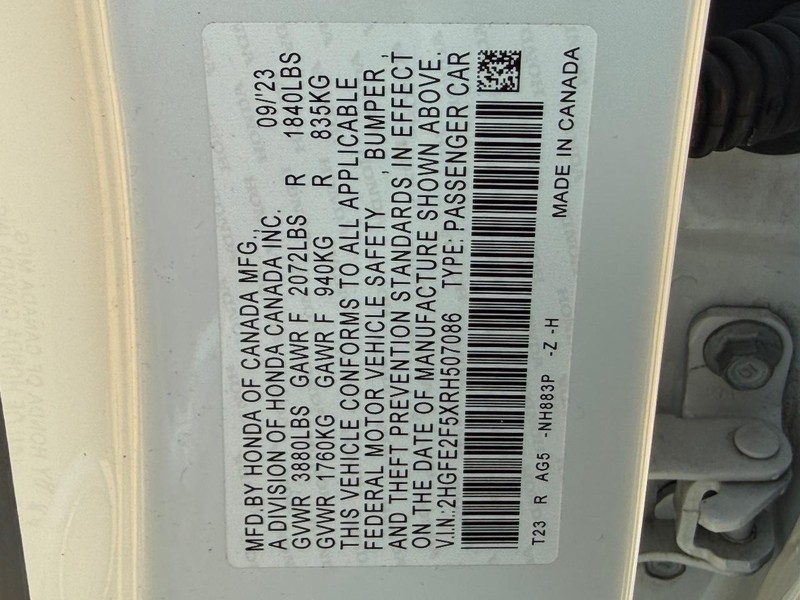 MFD.BY HONDA OF CANADA MFG., 09/'23
A DIVISION OF HONDA CANADA INC.
GVWR 3880LBS GAWR F 2072LBS R 1840LBS
GVWR 1760KG GAWR F 940KG R 835KG
THIS VEHICLE CONFORMS TO ALL APPLICABLE
FEDERAL MOTOR VEHICLE SAFETY , BUMPER ,
AND THEFT PREVENTION STANDARDS IN EFFECT
ON THE DATE OF MANUFACTURE SHOWN ABOVE.
V.I.N.:2HGFE2F5XRH507086 TYPE: PASSENGER CAR
T23 R AG5 -NH883P -Z -H
MADE IN CANADA